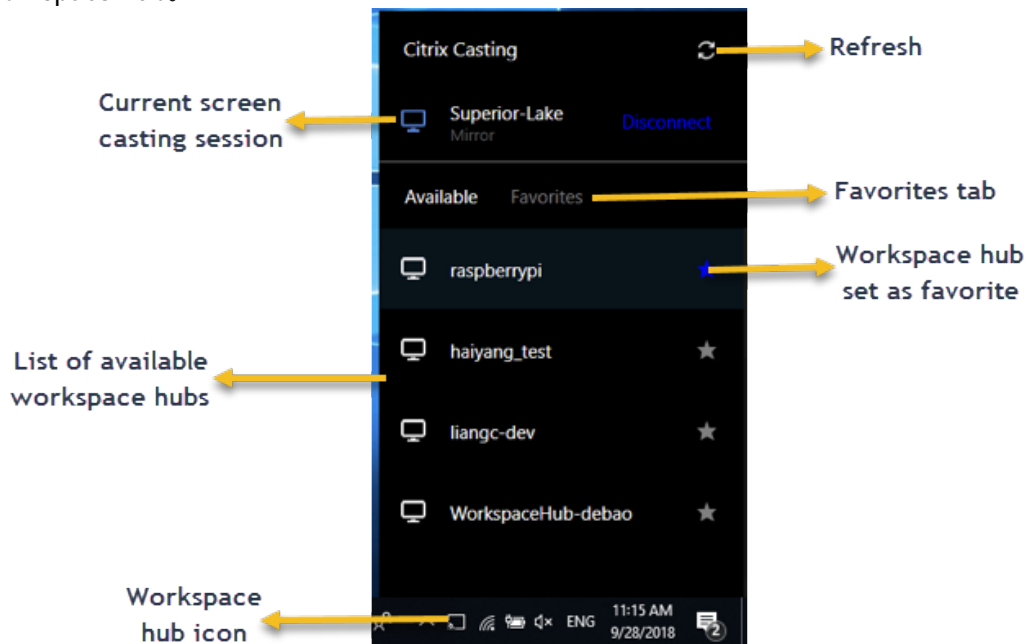 Citrix Casting
Refresh
Current screen
casting session
Superior-Lake
Mirror
Disconnect
Available
Favorites
Favorites tab
raspberrypi
Workspace hub
set as favorite
haiyang_test
List of available
workspace hubs
liangc-dev
WorkspaceHub-debao
Workspace
hub icon
ENG
11:15 AM
9/28/2018
2